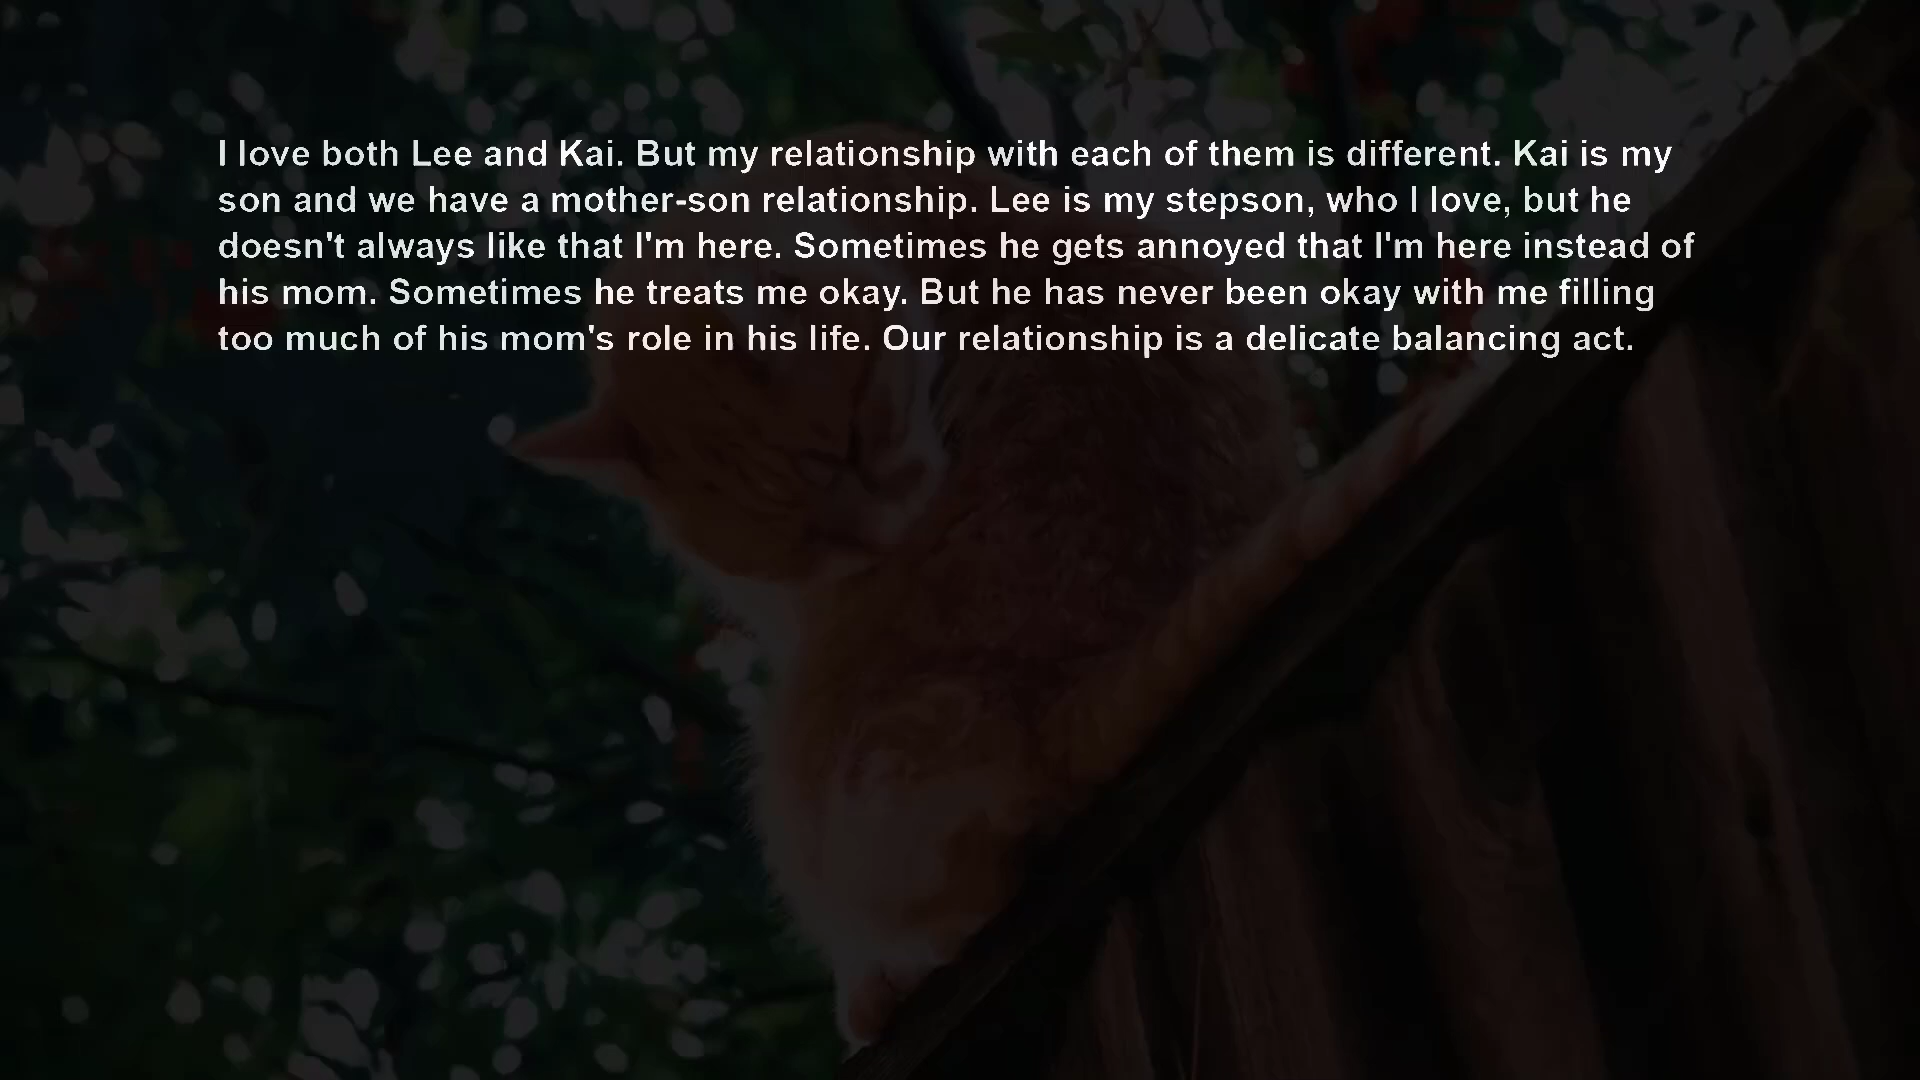 I love both Lee and Kai. But my relationship with each of them is different. Kai is my
son and we have a mother-son relationship. Lee is my stepson, who I love, but he
doesn't always like that I'm here. Sometimes he gets annoyed that I'm here instead of
his mom. Sometimes he treats me okay. But he has never been okay with me filling
too much of his mom's role in his life. Our relationship is a delicate balancing act.